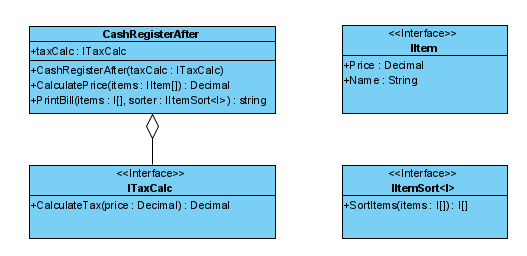 CashRegisterAfter
+taxCalc : ITaxCalc
+CashRegisterAfter(taxCalc : ITaxCalc)
+CalculatePrice(items : IItem[]) : Decimal
+PrintBill(items : I[], sorter : IItemSort<I>) : string
<<Interface>>
IItem
+Price : Decimal
+Name : String
<<Interface>>
ITaxCalc
+CalculateTax(price : Decimal) : Decimal
<<Interface>>
IItemSort<I>
+SortItems(items : I[]) : I[]